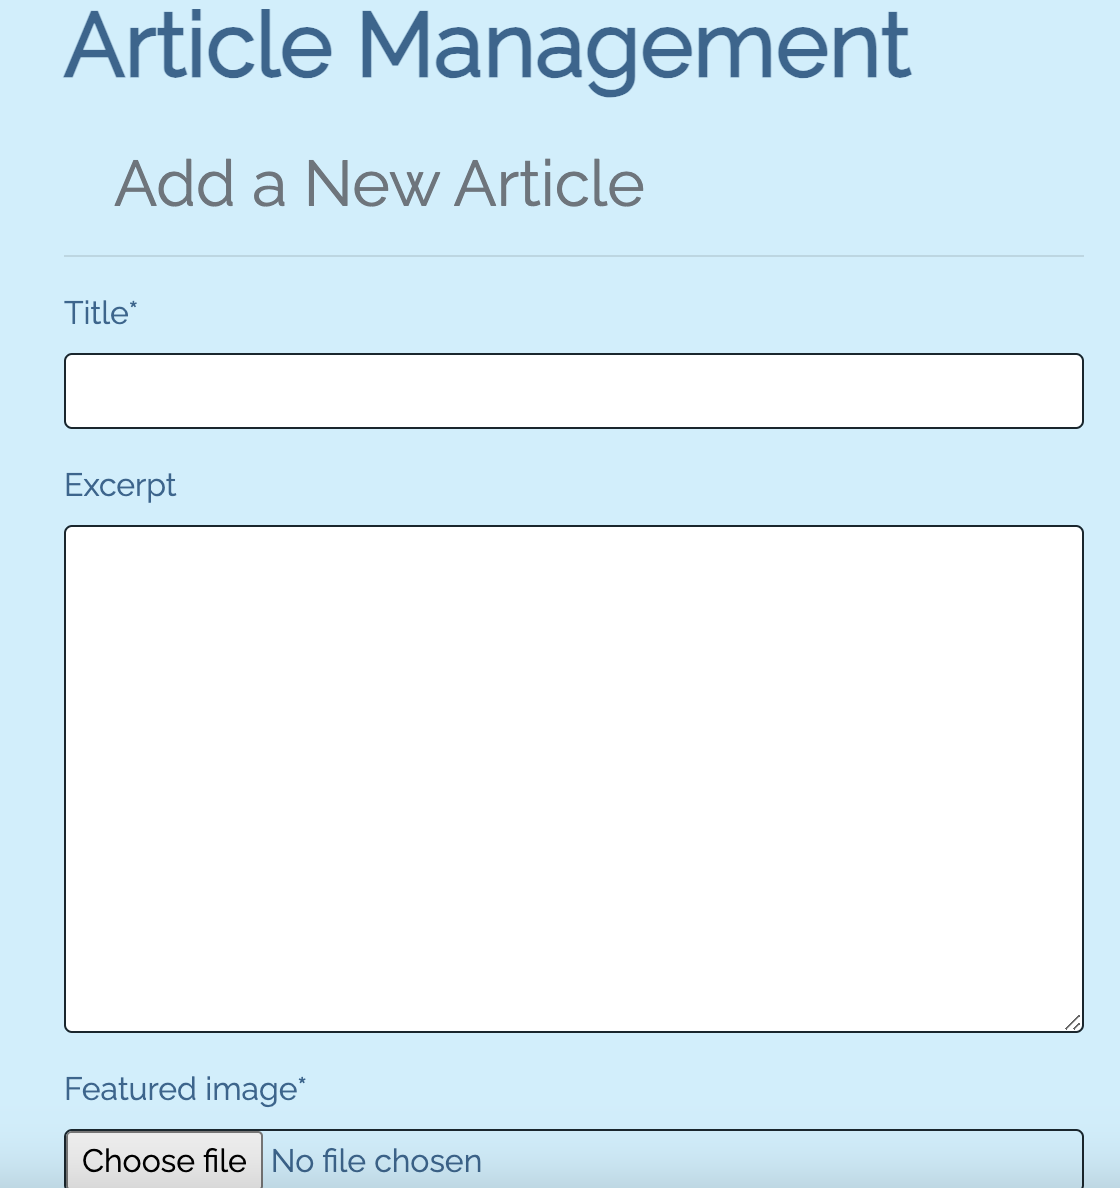 Article Management
Add a New Article
Title*
Excerpt
Featured image*
Choose file No file chosen